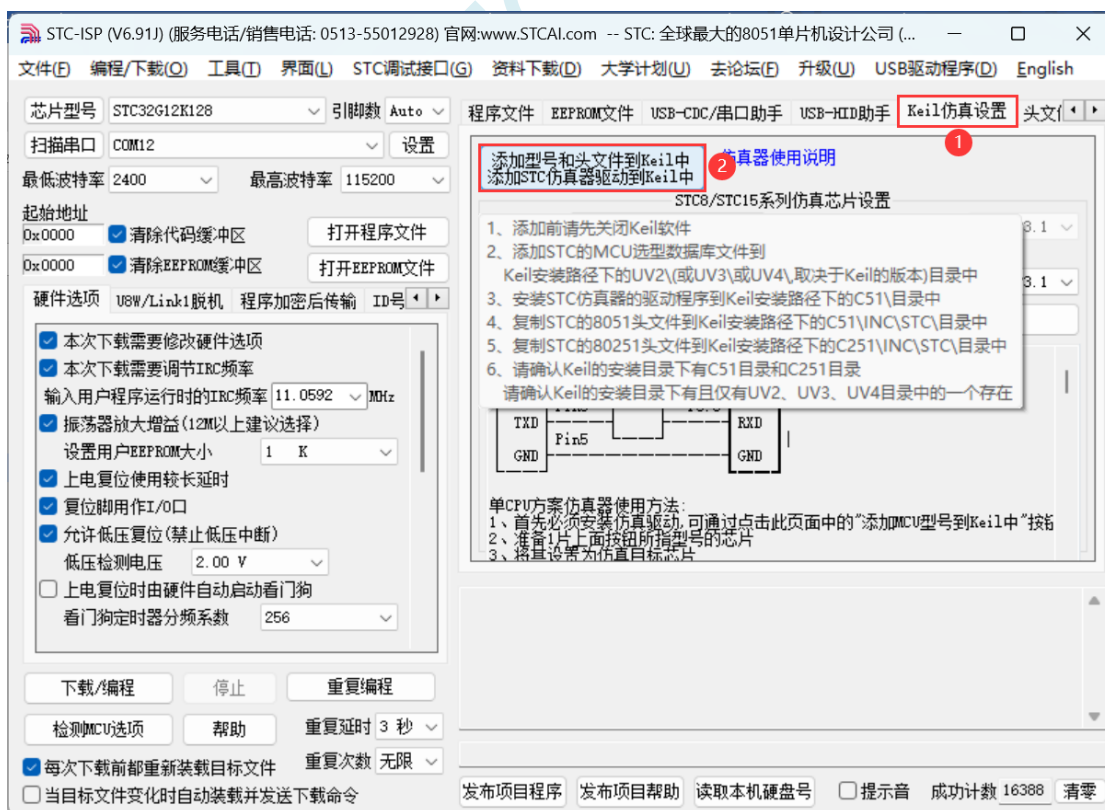 STC-ISP (V6.91J) (服务电话/销售电话: 0513-55012928) 官网:www.STCAI.com -- STC: 全球最大的8051单片机设计公司 (...
文件(F) 编程/下载(O) 工具(T) 界面(L) STC调试接口(G) 资料下载(D) 大学计划(U) 去论坛(F) 升级(U) USB驱动程序(D) English
芯片型号 STC32G12K128 引脚数 Auto
扫描串口 COM12 设置
最低波特率 2400 最高波特率 115200
起始地址
0x0000 清除代码缓冲区 打开程序文件
0x0000 清除EEPROM缓冲区 打开EEPROM文件
硬件选项 U8W/Link1脱机 程序加密后传输 ID号
本次下载需要修改硬件选项
本次下载需要调节IRC频率
输入用户程序运行时的IRC频率 11.0592 MHz
振荡器放大增益(12M以上建议选择)
设置用户EEPROM大小 1 K
上电复位使用较长延时
复位脚用作I/O口
允许低压复位(禁止低压中断)
低压检测电压 2.00 V
上电复位时由硬件自动启动看门狗
看门狗定时器分频系数 256
下载/编程 停止 重复编程
检测MCU选项 帮助 重复延时 3 秒
每次下载前都重新装载目标文件 重复次数 无限
当目标文件变化时自动装载并发送下载命令
程序文件 EEPROM文件 USB-CDC/串口助手 USB-HID助手 Keil仿真设置 头文
1
添加型号和头文件到Keil中
添加STC仿真器驱动到Keil中
2
仿真器使用说明
STC8/STC15系列仿真芯片设置
1、添加前请先关闭Keil软件
3.1
2、添加STC的MCU选型数据库文件到
Keil安装路径下的UV2\(或UV3\或UV4\,取决于Keil的版本)目录中
3.1
3、安装STC仿真器的驱动程序到Keil安装路径下的C51\目录中
4、复制STC的8051头文件到Keil安装路径下的C51\INC\STC\目录中
5、复制STC的80251头文件到Keil安装路径下的C251\INC\STC\目录中
6、请确认Keil的安装目录下有C51目录和C251目录
请确认Keil的安装目录下有且仅有UV2、UV3、UV4目录中的一个存在
TXD RXD
Pin5
GND GND
单CPU方案仿真器使用方法:
1、首先必须安装仿真驱动,可通过点击此页面中的"添加MCU型号到Keil中"按钮
2、准备1片上面按钮所指型号的芯片
3、将其设置为仿真目标芯片
发布项目程序 发布项目帮助 读取本机硬盘号 提示音 成功计数 16388 清零